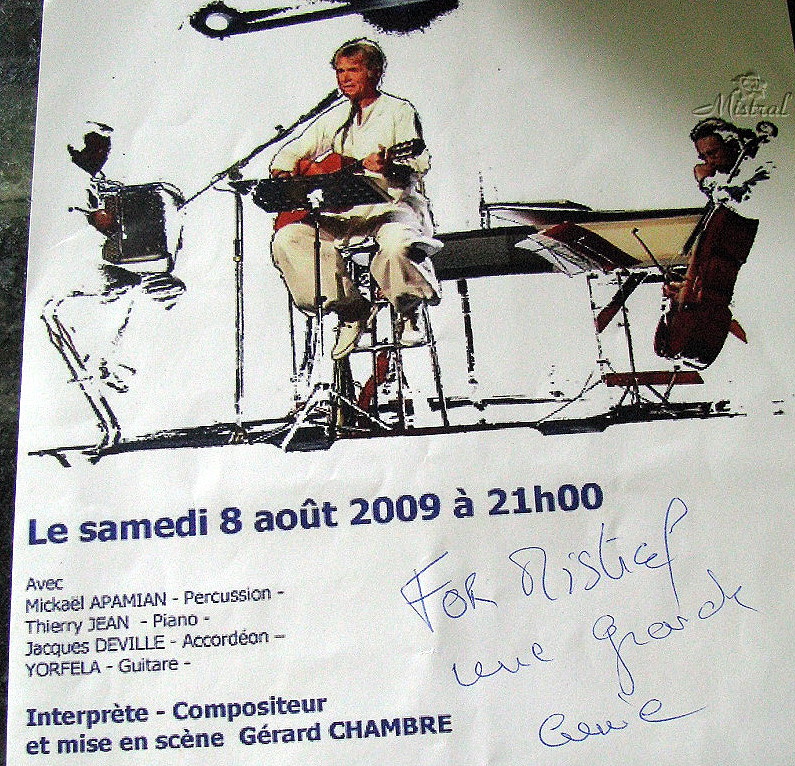 Mistral
Le samedi 8 août 2009 à 21h00
Avec
Mickaël APAMIAN - Percussion -
Thierry JEAN - Piano -
Jacques DEVILLE - Accordéon –
YORFELA - Guitare -
Interprète - Compositeur
et mise en scène Gérard CHAMBRE
FOR Mistral
une grande
amie